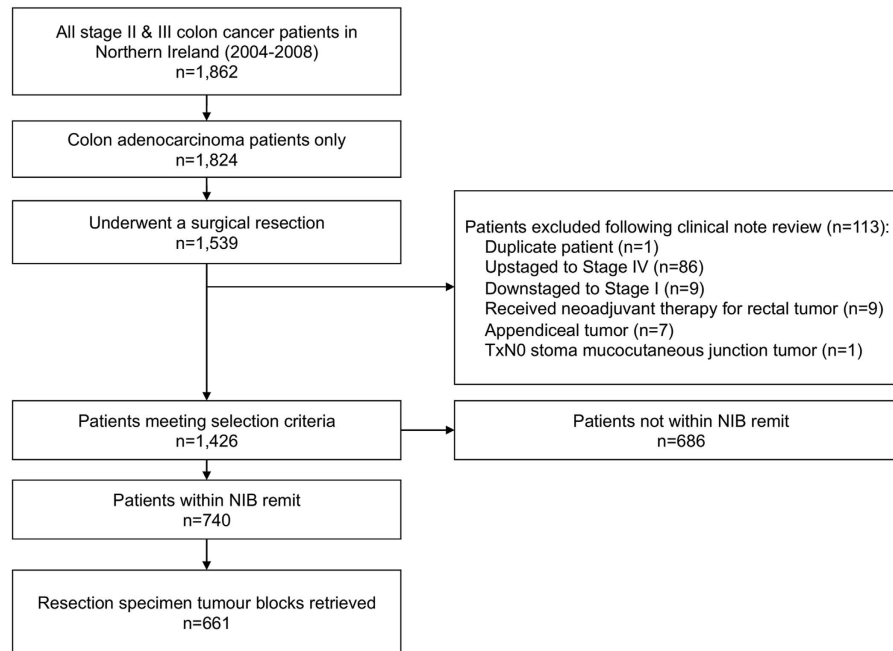 All stage II & III colon cancer patients in
Northern Ireland (2004-2008)
n=1,862
Colon adenocarcinoma patients only
n=1,824
Underwent a surgical resection
n=1,539
Patients excluded following clinical note review (n=113):
Duplicate patient (n=1)
Upstaged to Stage IV (n=86)
Downstaged to Stage I (n=9)
Received neoadjuvant therapy for rectal tumor (n=9)
Appendiceal tumor (n=7)
TxN0 stoma mucocutaneous junction tumor (n=1)
Patients meeting selection criteria
n=1,426
Patients not within NIB remit
n=686
Patients within NIB remit
n=740
Resection specimen tumour blocks retrieved
n=661